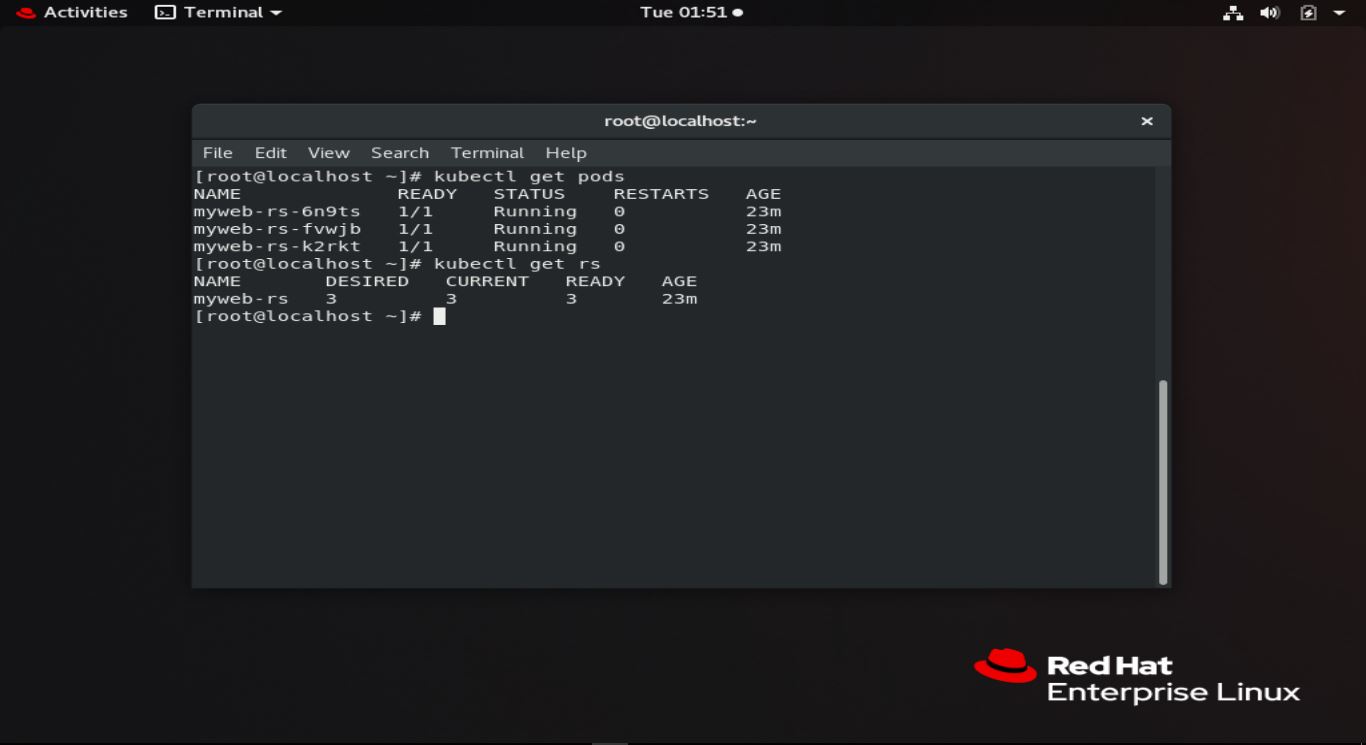 Activities Terminal Tue 01:51
root@localhost:~
File Edit View Search Terminal Help
[root@localhost ~]# kubectl get pods
NAME READY STATUS RESTARTS AGE
myweb-rs-6n9ts 1/1 Running 0 23m
myweb-rs-fvwjb 1/1 Running 0 23m
myweb-rs-k2rkt 1/1 Running 0 23m
[root@localhost ~]# kubectl get rs
NAME DESIRED CURRENT READY AGE
myweb-rs 3 3 3 23m
[root@localhost ~]#
Red Hat
Enterprise Linux